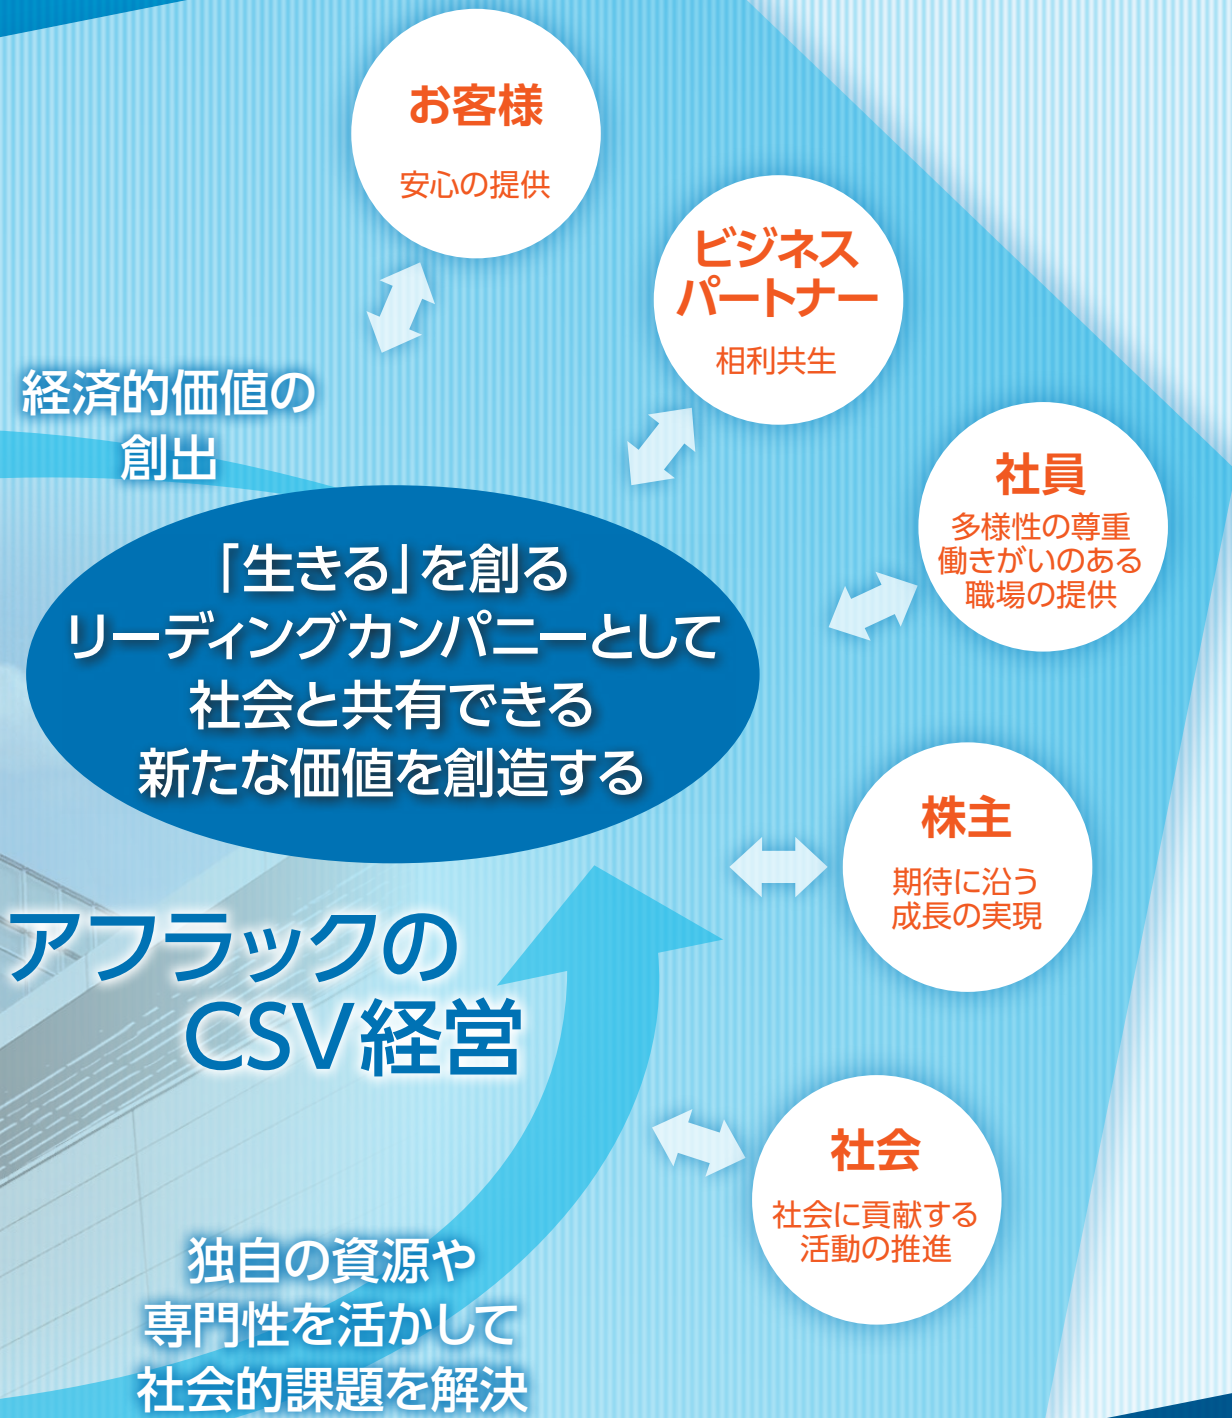 お客様
安心の提供
ビジネス
パートナー
相利共生
経済的価値の
創出
社員
多様性の尊重
働きがいのある
職場の提供
「生きる」を創る
リーディングカンパニーとして
社会と共有できる
新たな価値を創造する
株主
期待に沿う
成長の実現
アフラックの
CSV経営
社会
社会に貢献する
活動の推進
独自の資源や
専門性を活かして
社会的課題を解決